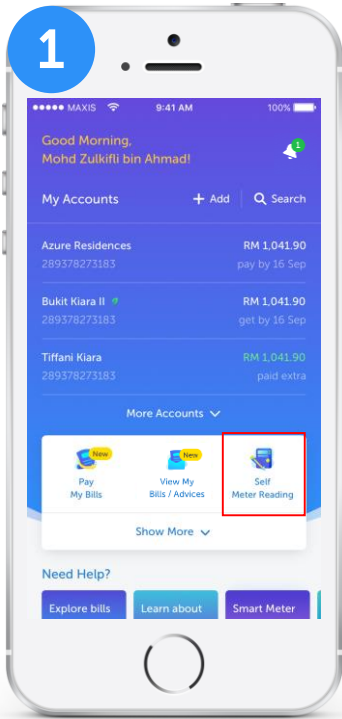 1
MAXIS 9:41 AM 100%
Good Morning,
Mohd Zulkifli bin Ahmad!
1
My Accounts + Add Search
Azure Residences RM 1,041.90
289378273183 pay by 16 Sep
Bukit Kiara II RM 1,041.90
289378273183 get by 16 Sep
Tiffani Kiara RM 1,041.90
289378273183 paid extra
More Accounts
New New
Pay View My Self
My Bills Bills / Advices Meter Reading
Show More
Need Help?
Explore bills Learn about Smart Meter